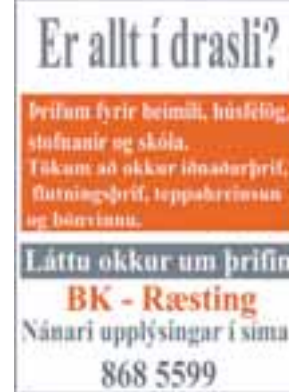 Er allt í drasli?
Þrífum fyrir heimili, húsfélög,
stofnanir og skóla.
Tökum að okkur iðnaðarþrif,
flutningsþrif, teppahreinsun
og bónvinnu.
Láttu okkur um þrifin
BK - Ræsting
Nánari upplýsingar í síma
868 5599